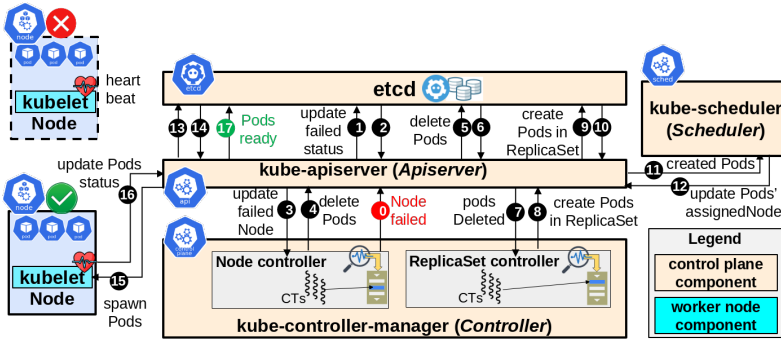 node
pod
pod
pod
heart
beat
kubelet
Node
etcd
etcd
sched
kube-scheduler
(Scheduler)
13
14
17
Pods
ready
update
failed
status
1
2
delete
Pods
5
6
create
Pods in
ReplicaSet
9
10
update Pods
status
16
kube-apiserver (Apiserver)
11
created Pods
12
update Pods'
assignedNode
node
pod
pod
pod
kubelet
Node
15
spawn
Pods
api
update
failed
Node
3
4
delete
Pods
0
Node
failed
pods
Deleted
7
8
create Pods
in ReplicaSet
control
plane
Node controller
CTs
ReplicaSet controller
CTs
kube-controller-manager (Controller)
Legend
control plane
component
worker node
component